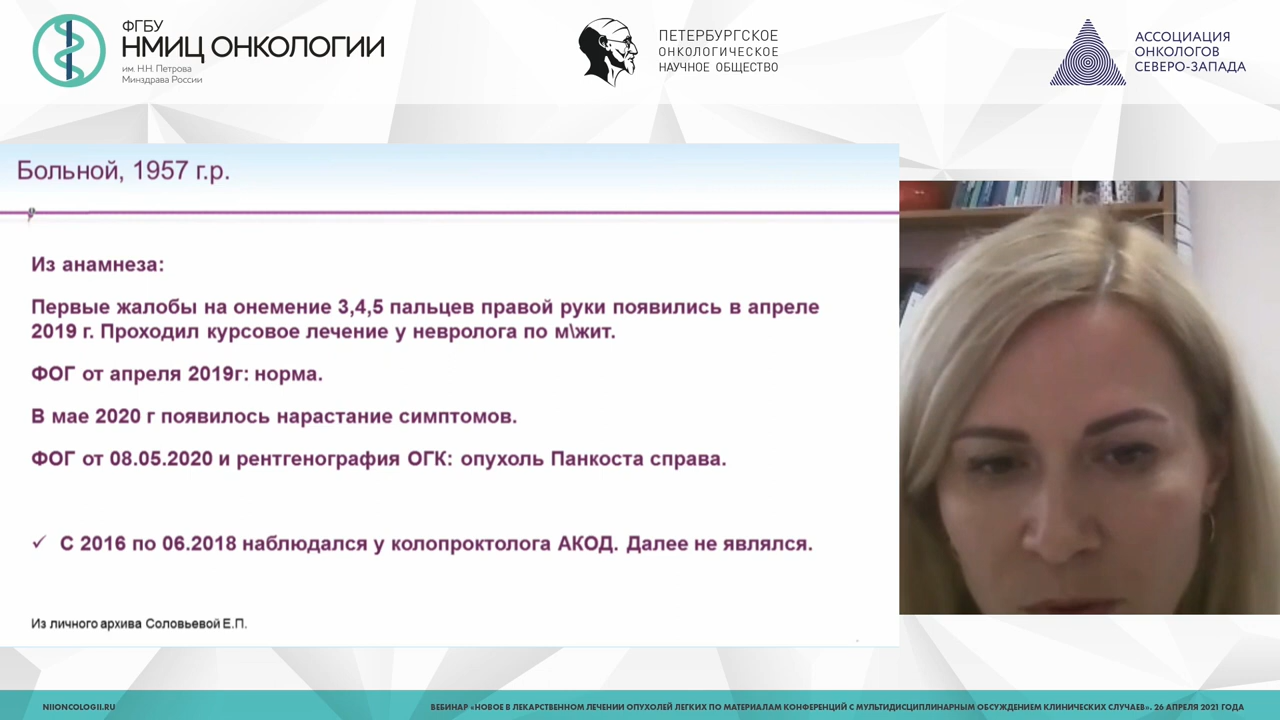 ФГБУ
НМИЦ ОНКОЛОГИИ
им. Н.Н. Петрова
Минздрава России
ПЕТЕРБУРГСКОЕ
ОНКОЛОГИЧЕСКОЕ
НАУЧНОЕ ОБЩЕСТВО
АССОЦИАЦИЯ
ОНКОЛОГОВ
СЕВЕРО-ЗАПАДА
Больной, 1957 г.р.
Из анамнеза:
Первые жалобы на онемение 3,4,5 пальцев правой руки появились в апреле
2019 г. Проходил курсовое лечение у невролога по м\жит.
ФОГ от апреля 2019г: норма.
В мае 2020 г появилось нарастание симптомов.
ФОГ от 08.05.2020 и рентгенография ОГК: опухоль Панкоста справа.
✓ С 2016 по 06.2018 наблюдался у колопроктолога АКОД. Далее не являлся.
Из личного архива Соловьевой Е.П.
NIIONCOLOGII.RU
ВЕБИНАР «НОВОЕ В ЛЕКАРСТВЕННОМ ЛЕЧЕНИИ ОПУХОЛЕЙ ЛЕГКИХ ПО МАТЕРИАЛАМ КОНФЕРЕНЦИЙ С МУЛЬТИДИСЦИПЛИНАРНЫМ ОБСУЖДЕНИЕМ КЛИНИЧЕСКИХ СЛУЧАЕВ». 26 АПРЕЛЯ 2021 ГОДА